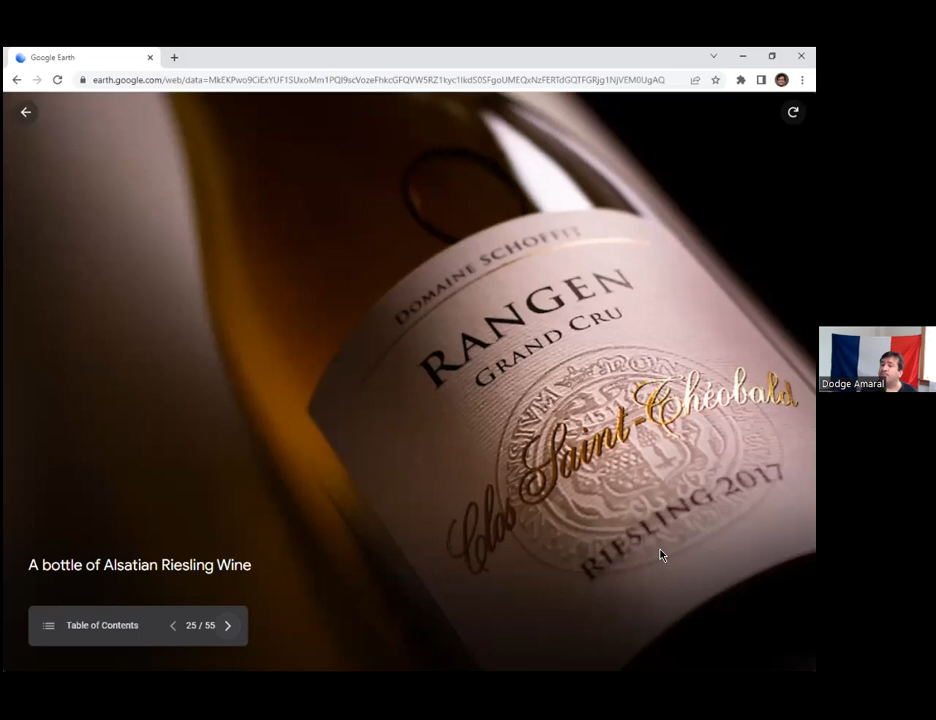 Google Earth
earth.google.com/web/data=MkEKPwo9CiExYUF1SUxoMm1PQl9scVozeFhkcGFQVW5RZ1kyc1lkdS0SFgoUMEQxNzFERTdGQTFGRjg1NjVEM0UgAQ
DOMAINE SCHOFFIT
RANGEN
GRAND CRU
1511
Clos Saint-Théobald
RIESLING 2017
A bottle of Alsatian Riesling Wine
Table of Contents
25 / 55
Dodge Amaral